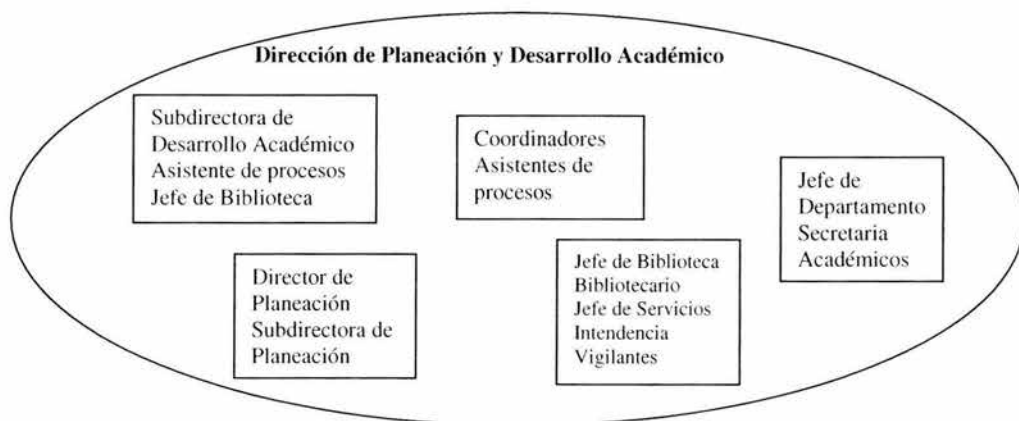 Dirección de Planeación y Desarrollo Académico
Subdirectora de
Desarrollo Académico
Asistente de procesos
Jefe de Biblioteca
Coordinadores
Asistentes de
procesos
Jefe de
Departamento
Secretaria
Académicos
Director de
Planeación
Subdirectora de
Planeación
Jefe de Biblioteca
Bibliotecario
Jefe de Servicios
Intendencia
Vigilantes